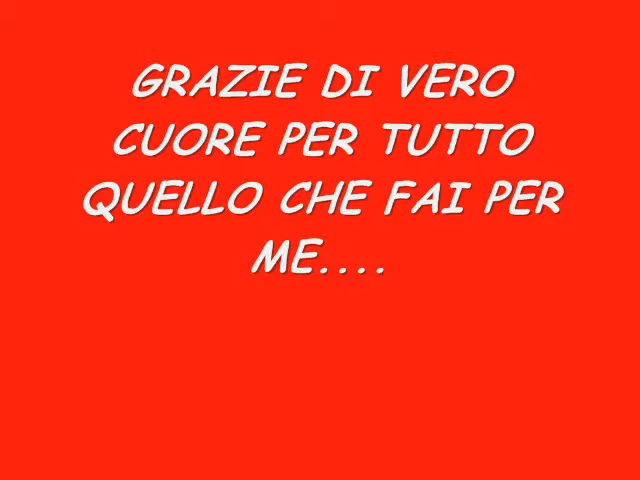 GRAZIE DI VERO
CUORE PER TUTTO
QUELLO CHE FAI PER
ME....